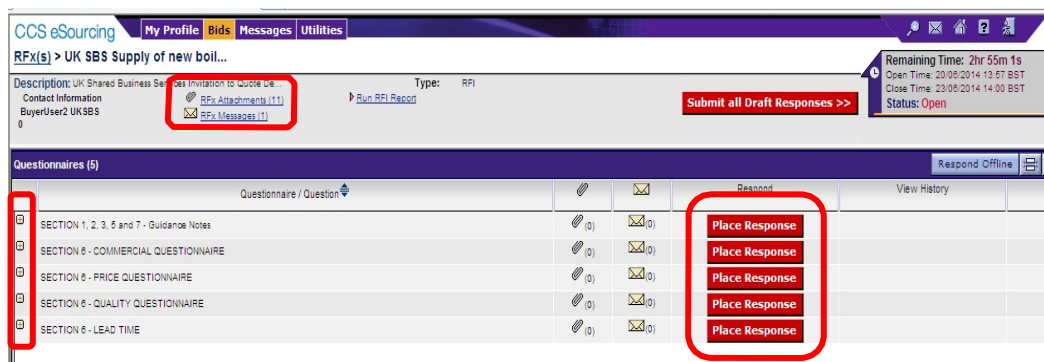 CCS eSourcing My Profile Bids Messages Utilities
RFx(s) > UK SBS Supply of new boil...
Remaining Time: 2hr 55m 1s
Open Time: 20/06/2014 13:57 BST
Close Time: 23/06/2014 14:00 BST
Status: Open
Description: UK Shared Business Services Invitation to Quote De...
Type: RFI
Contact Information
BuyerUser2 UKSBS
0
RFx Attachments (11)
RFx Messages (1)
Run RFI Report
Submit all Draft Responses >>
Questionnaires (5) Respond Offline
Questionnaire / Question Respond View History
SECTION 1, 2, 3, 5 and 7 - Guidance Notes (0) (0) Place Response
SECTION 6 - COMMERCIAL QUESTIONNAIRE (0) (0) Place Response
SECTION 6 - PRICE QUESTIONNAIRE (0) (0) Place Response
SECTION 6 - QUALITY QUESTIONNAIRE (0) (0) Place Response
SECTION 6 - LEAD TIME (0) (0) Place Response